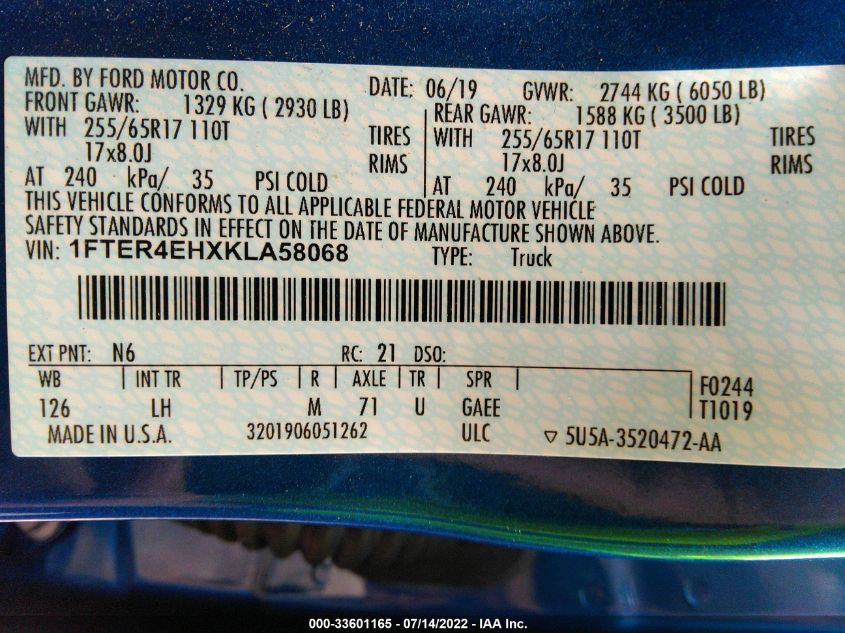 MFD. BY FORD MOTOR CO. DATE: 06/19 GVWR: 2744 KG ( 6050 LB)
FRONT GAWR: 1329 KG ( 2930 LB) REAR GAWR: 1588 KG ( 3500 LB)
WITH 255/65R17 110T TIRES WITH 255/65R17 110T TIRES
17x8.0J RIMS 17x8.0J RIMS
AT 240 kPa/ 35 PSI COLD AT 240 kPa/ 35 PSI COLD
THIS VEHICLE CONFORMS TO ALL APPLICABLE FEDERAL MOTOR VEHICLE
SAFETY STANDARDS IN EFFECT ON THE DATE OF MANUFACTURE SHOWN ABOVE.
VIN: 1FTER4EHXKLA58068 TYPE: Truck
EXT PNT: N6 RC: 21 DSO:
WB INT TR TP/PS R AXLE TR SPR F0244
126 LH M 71 U GAEE T1019
MADE IN U.S.A. 3201906051262 ULC ▽ 5U5A-3520472-AA
000-33601165 - 07/14/2022 - IAA Inc.